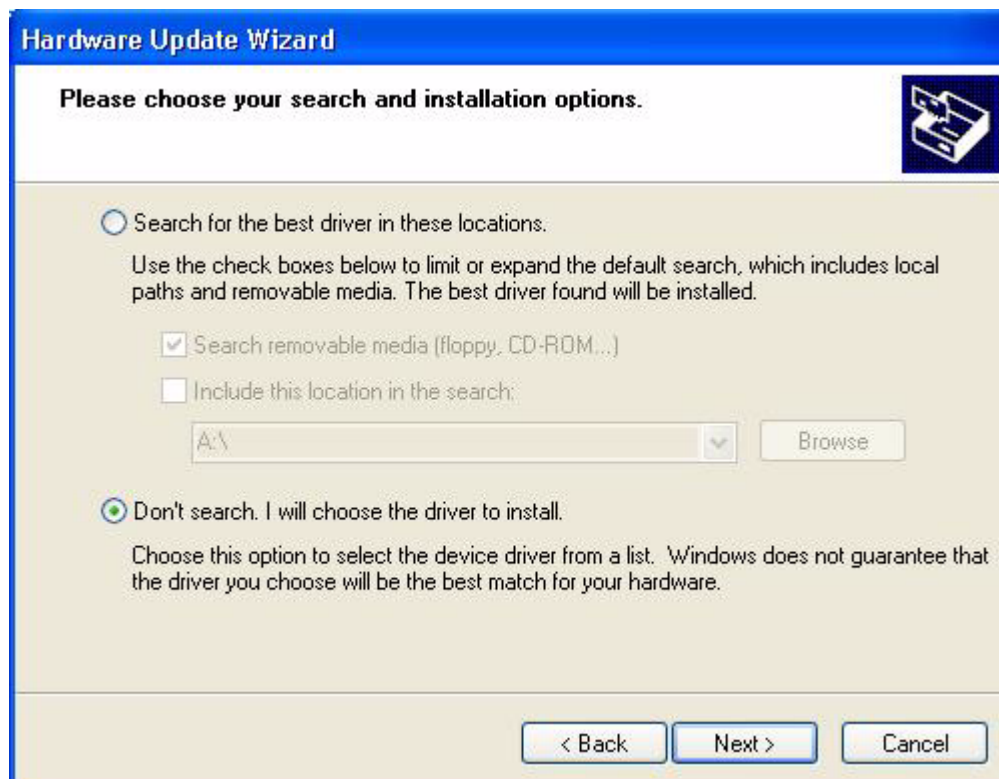 Hardware Update Wizard
Please choose your search and installation options.
Search for the best driver in these locations.
Use the check boxes below to limit or expand the default search, which includes local
paths and removable media. The best driver found will be installed.
Search removable media (floppy, CD-ROM...)
Include this location in the search:
A:\
Browse
Don't search. I will choose the driver to install.
Choose this option to select the device driver from a list.  Windows does not guarantee that
the driver you choose will be the best match for your hardware.
< Back
Next >
Cancel